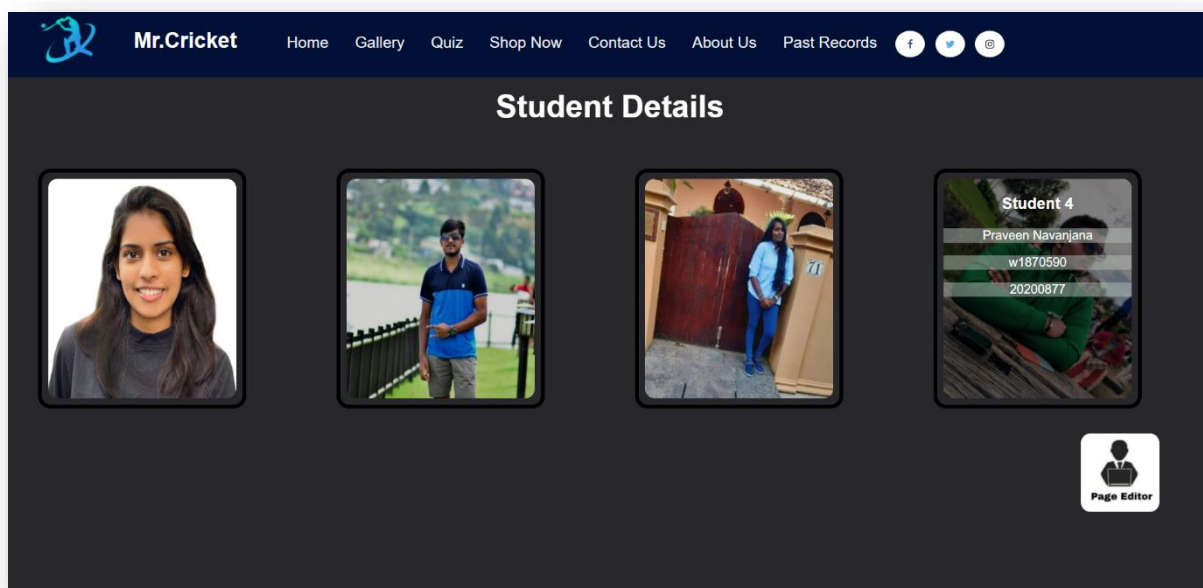 Mr.Cricket Home Gallery Quiz Shop Now Contact Us About Us Past Records
Student Details
71
Student 4
Praveen Navanjana
w1870590
20200877
Page Editor